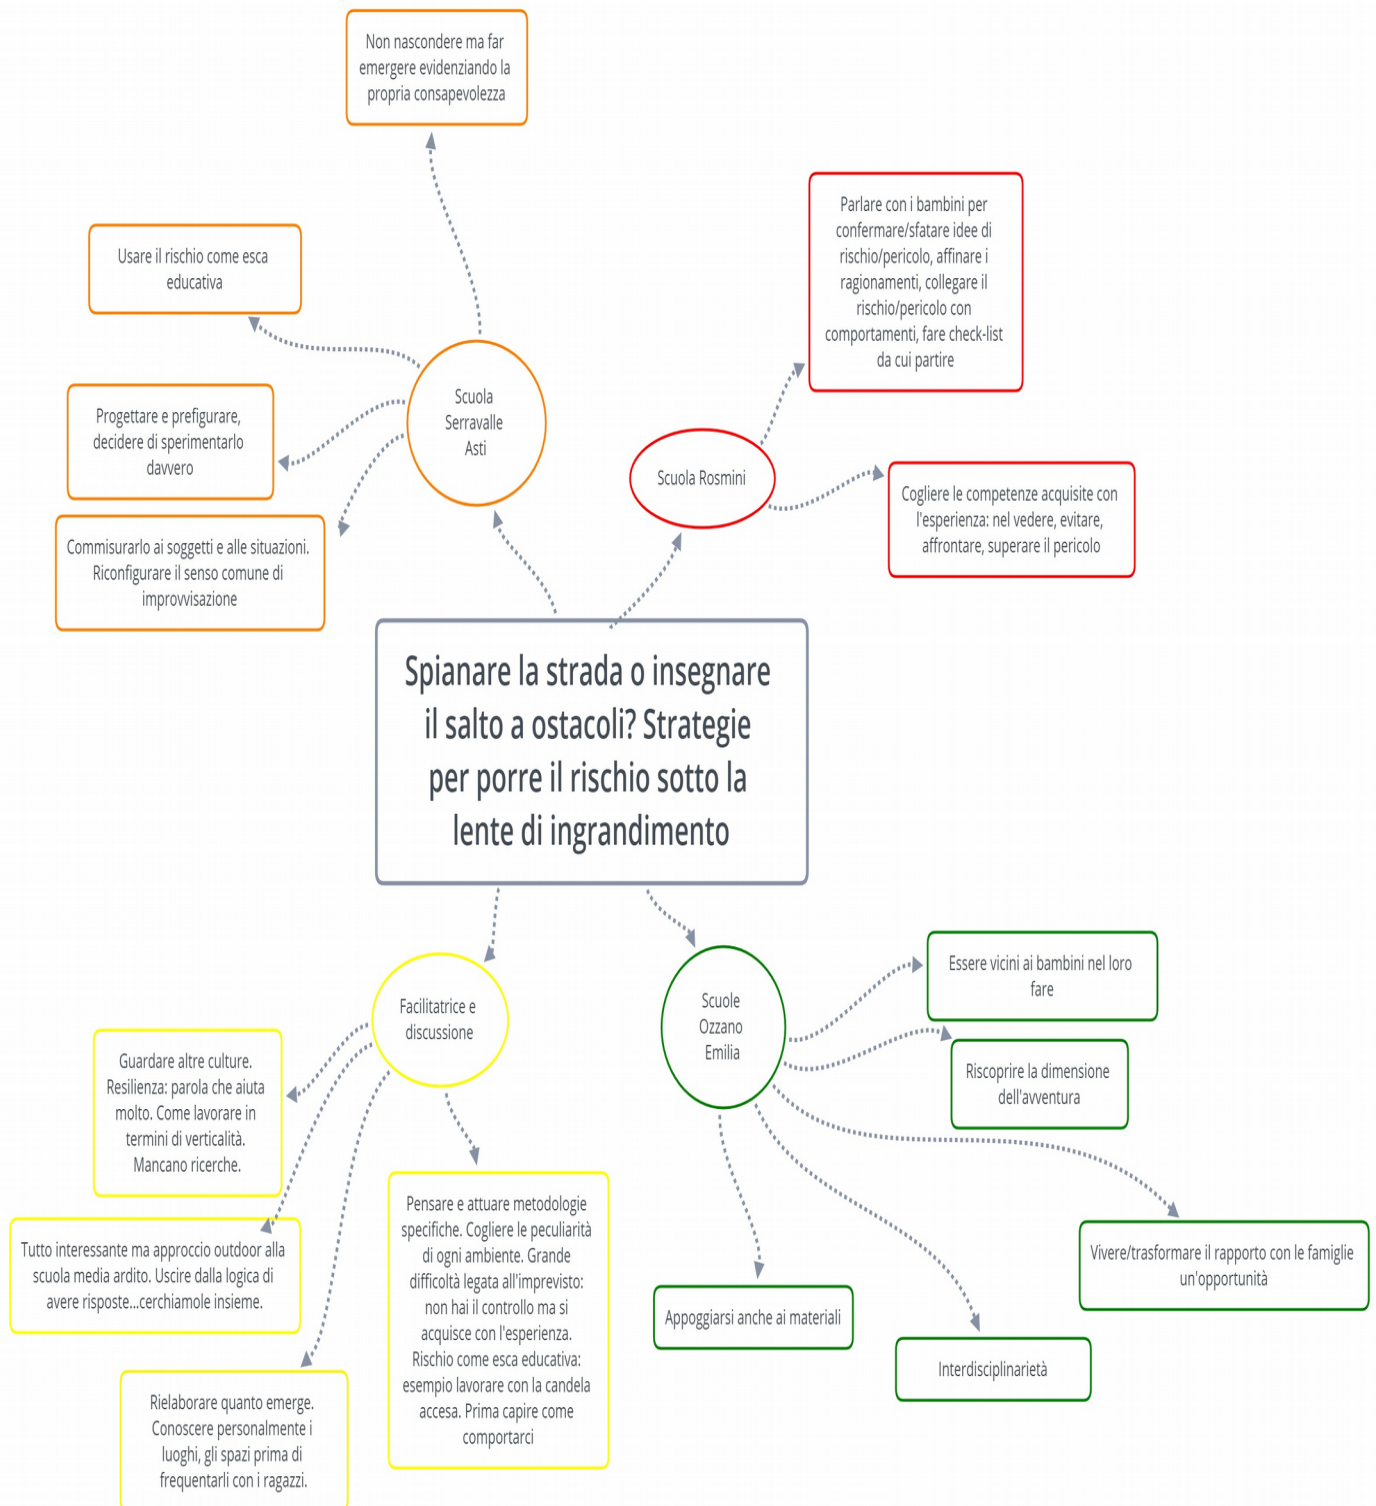 Non nascondere ma far
emergere evidenziando la
propria consapevolezza
Parlare con i bambini per
confermare/sfatare idee di
rischio/pericolo, affinare i
ragionamenti, collegare il
rischio/pericolo con
comportamenti, fare check-list
da cui partire
Usare il rischio come esca
educativa
Scuola
Serravalle
Asti
Progettare e prefigurare,
decidere di sperimentarlo
davvero
Scuola Rosmini
Cogliere le competenze acquisite con
l'esperienza: nel vedere, evitare,
affrontare, superare il pericolo
Commisurarlo ai soggetti e alle situazioni.
Riconfigurare il senso comune di
improvvisazione
Spianare la strada o insegnare
il salto a ostacoli? Strategie
per porre il rischio sotto la
lente di ingrandimento
Essere vicini ai bambini nel loro
fare
Facilitatrice e
discussione
Scuole
Ozzano
Emilia
Guardare altre culture.
Resilienza: parola che aiuta
molto. Come lavorare in
termini di verticalità.
Mancano ricerche.
Riscoprire la dimensione
dell'avventura
Pensare e attuare metodologie
specifiche. Cogliere le peculiarità
di ogni ambiente. Grande
difficoltà legata all'imprevisto:
non hai il controllo ma si
acquisce con l'esperienza.
Rischio come esca educativa:
esempio lavorare con la candela
accesa. Prima capire come
comportarci
Tutto interessante ma approccio outdoor alla
scuola media ardito. Uscire dalla logica di
avere risposte...cerchiamole insieme.
Vivere/trasformare il rapporto con le famiglie
un'opportunità
Appoggiarsi anche ai materiali
Interdisciplinarietà
Rielaborare quanto emerge.
Conoscere personalmente i
luoghi, gli spazi prima di
frequentarli con i ragazzi.